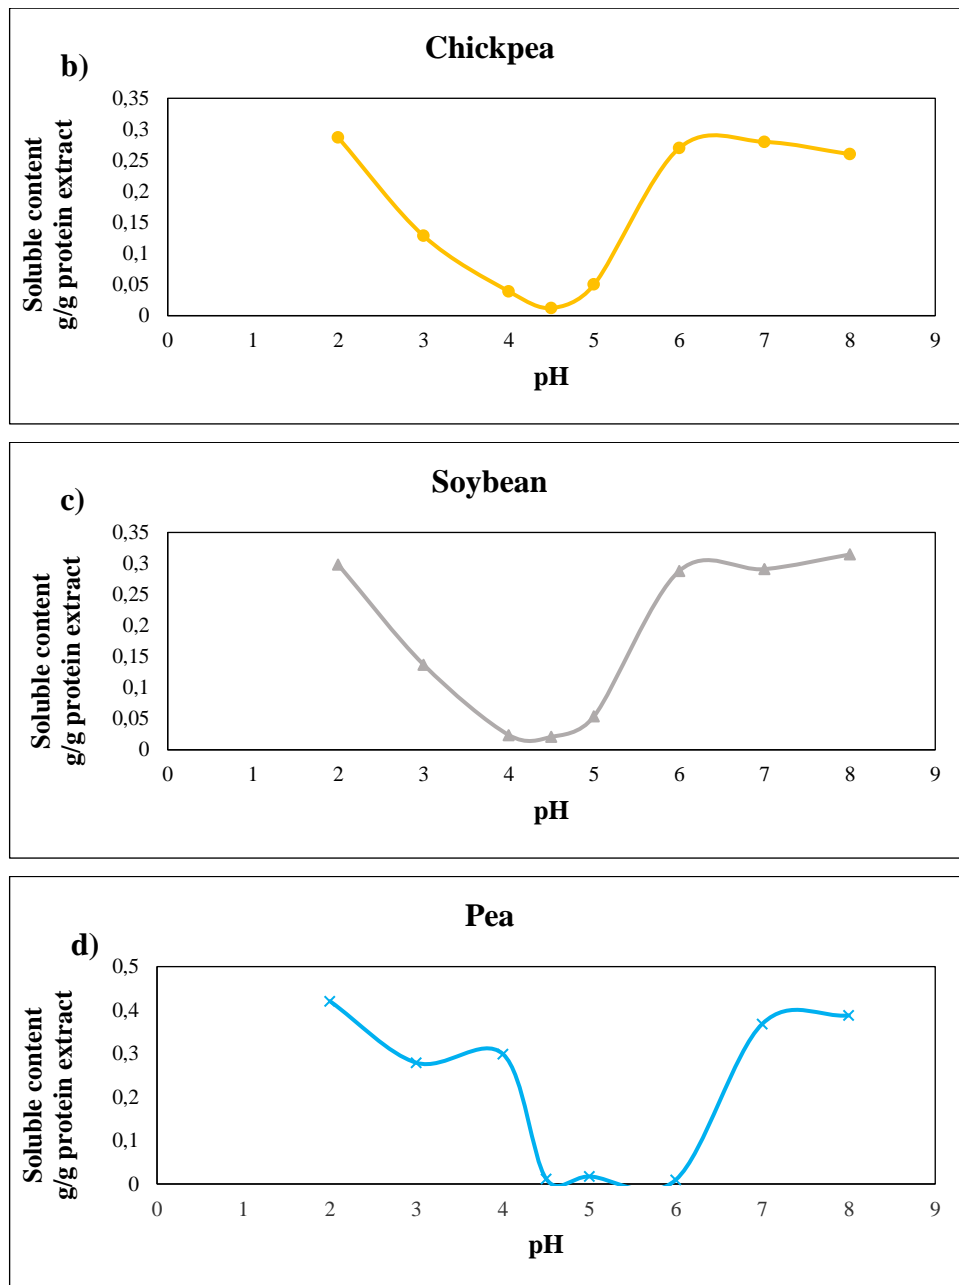 b)
Chickpea
Soluble content
g/g protein extract
0,35
0,3
0,25
0,2
0,15
0,1
0,05
0
0 1 2 3 4 5 6 7 8 9
pH
c)
Soybean
Soluble content
g/g protein extract
0,35
0,3
0,25
0,2
0,15
0,1
0,05
0
0 1 2 3 4 5 6 7 8 9
pH
d)
Pea
Soluble content
g/g protein extract
0,5
0,4
0,3
0,2
0,1
0
0 1 2 3 4 5 6 7 8 9
pH